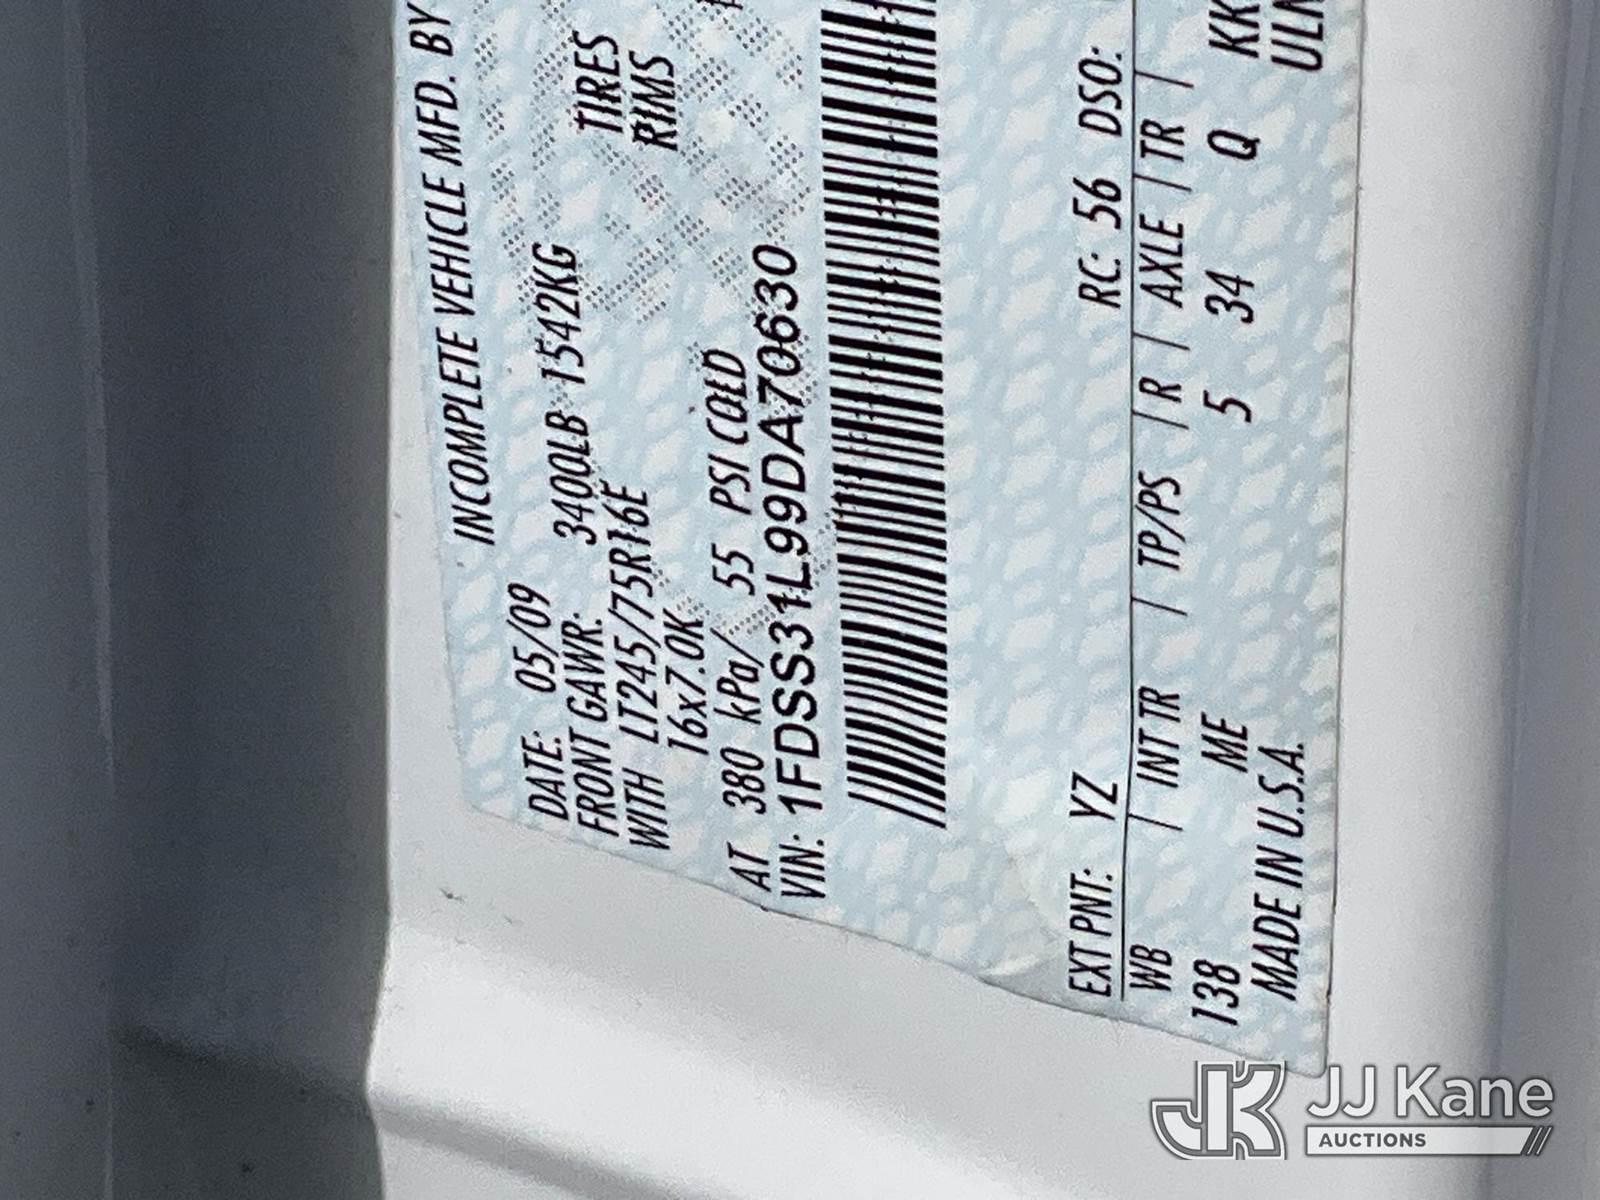 INCOMPLETE VEHICLE MFD. BY
DATE: 05/09
FRONT GAWR: 3400LB 1542KG
WITH LT245/75R16E TIRES
16x7.0K RIMS
AT 380 kPa/ 55 PSI COLD
VIN: 1FDSS31L99DA70630
EXT PNT: YZ RC: 56 DSO:
WB | INT TR | TP/PS | R | AXLE | TR |
138 ME 5 34 Q KK
MADE IN U.S.A.
JK JJ Kane
AUCTIONS